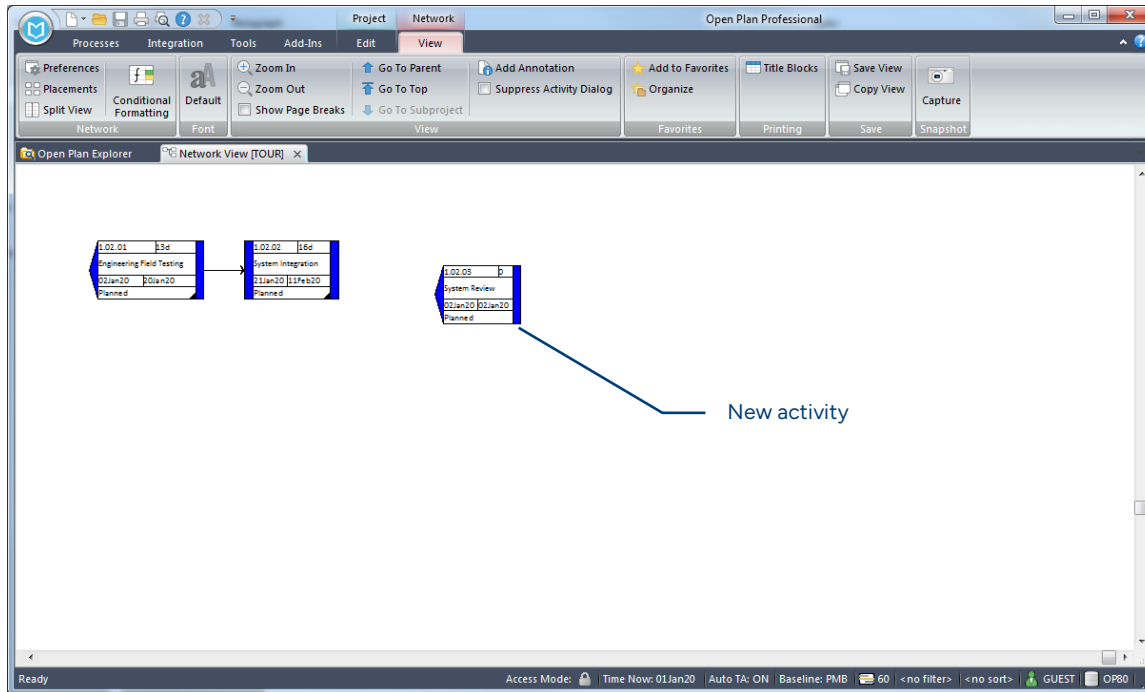 Project Network Open Plan Professional
Processes Integration Tools Add-Ins Edit View
Preferences
Placements
Split View
Conditional
Formatting
Network
Default
Font
Zoom In
Zoom Out
Show Page Breaks
Go To Parent
Go To Top
Go To Subproject
Add Annotation
Suppress Activity Dialog
View
Add to Favorites
Organize
Favorites
Title Blocks
Printing
Save View
Copy View
Save
Capture
Snapshot
Open Plan Explorer Network View [TOUR]
1.02.01 13d
Engineering Field Testing
02Jan20 20Jan20
Planned
1.02.02 16d
System Integration
21Jan20 11Feb20
Planned
1.02.03 0
System Review
02Jan20 02Jan20
Planned
New activity
Ready Access Mode: Time Now: 01Jan20 Auto TA: ON Baseline: PMB 60 <no filter> <no sort> GUEST OP80